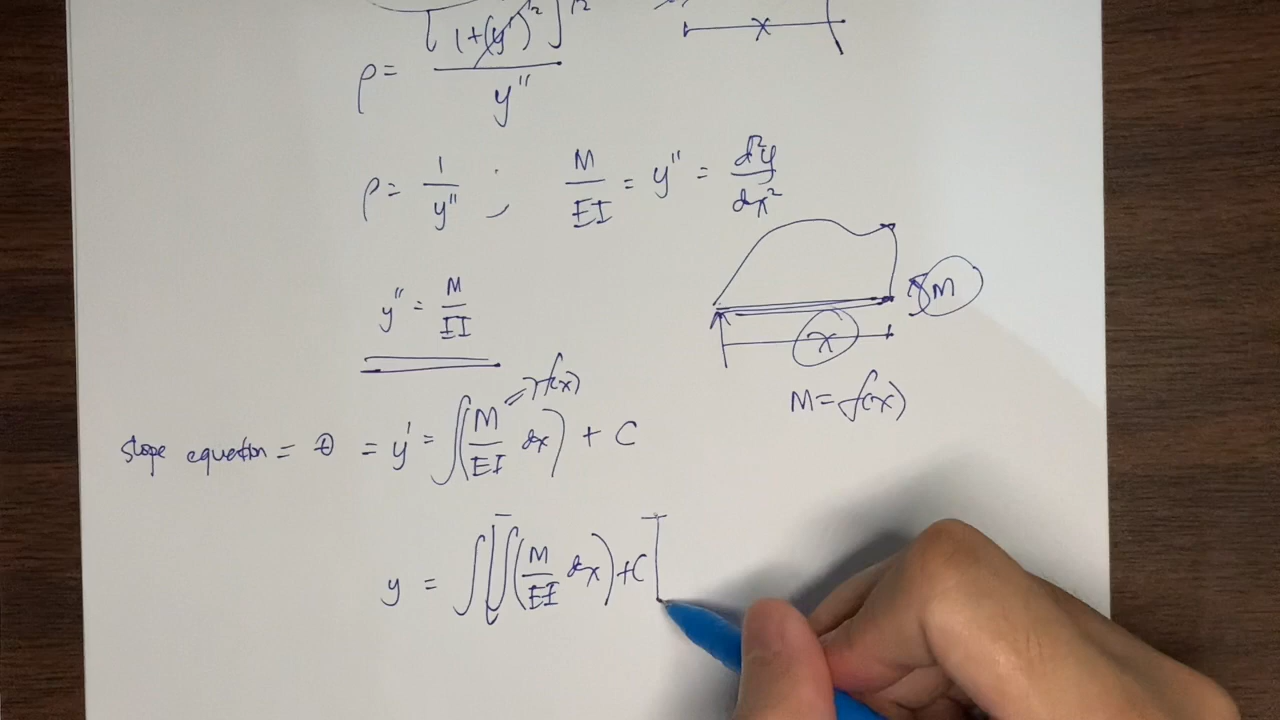 ρ = [1+(y')²]^3/2 / y''
x
ρ = 1/y'' ; M/EI = y'' = d²y/dx²
y'' = M/EI
M
x
M = f(x)
f(x)
slope equation = θ = y' = ∫(M/EI dx) + C
y = ∫[∫(M/EI dx) + C]